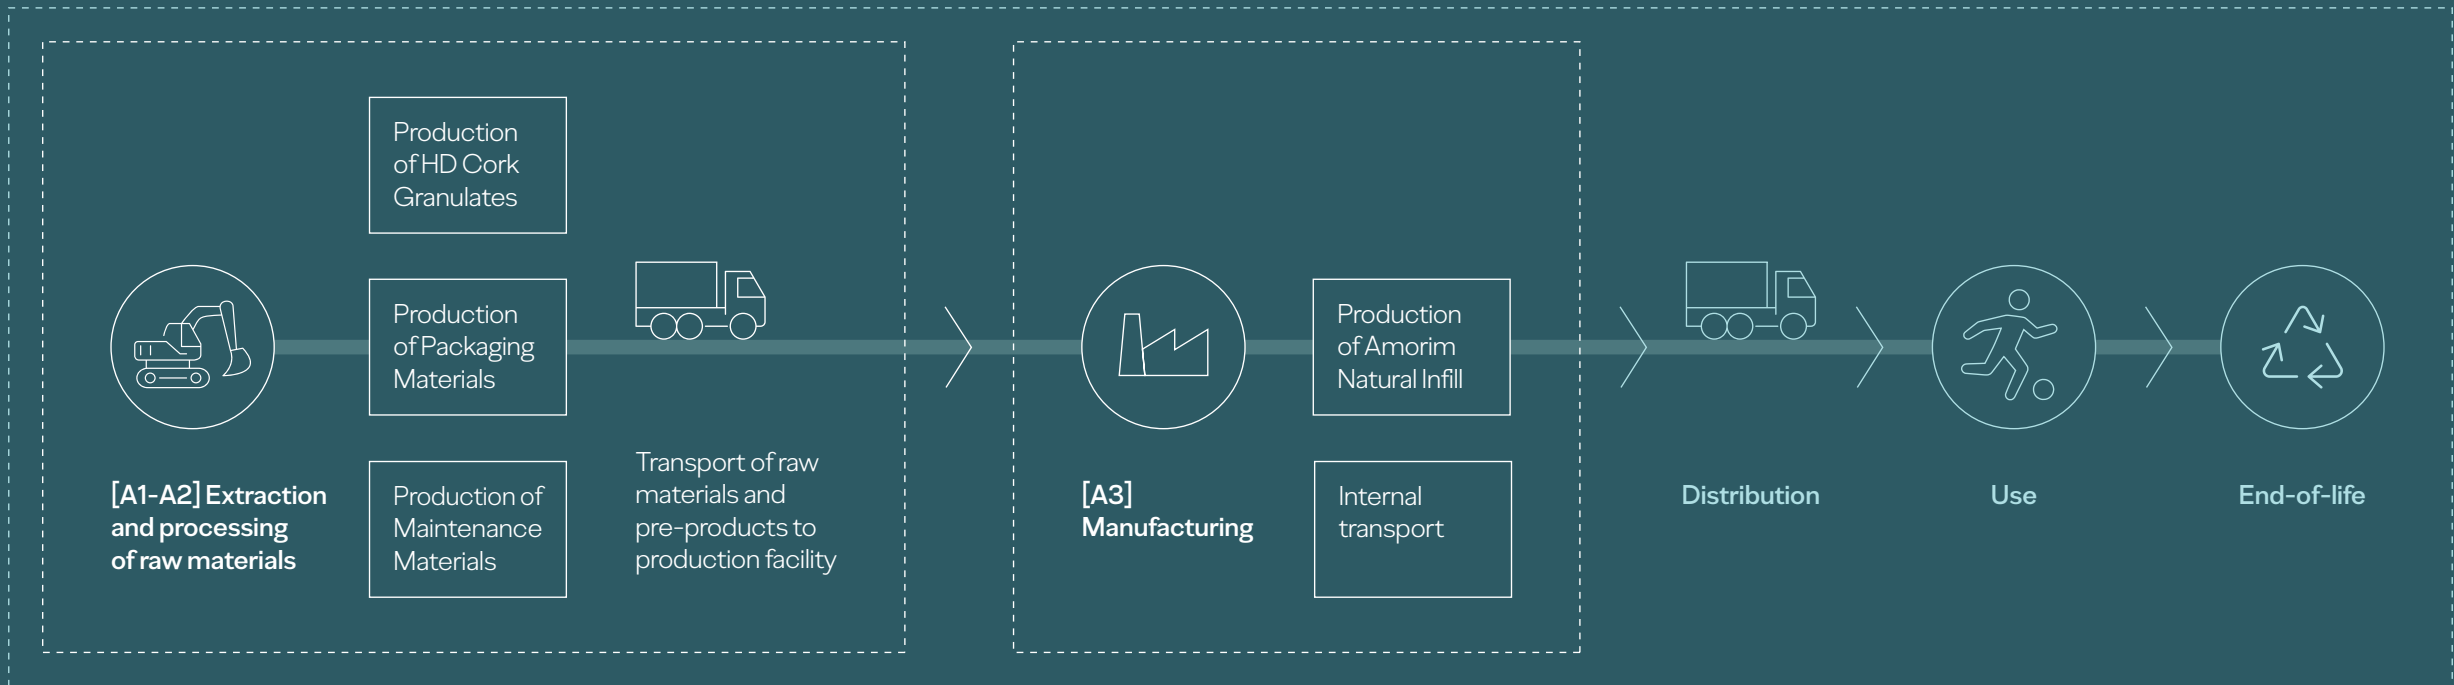 Production
of HD Cork
Granulates
Production
of Packaging
Materials
Production of
Maintenance
Materials
[A1-A2] Extraction
and processing
of raw materials
Transport of raw
materials and
pre-products to
production facility
[A3]
Manufacturing
Production
of Amorim
Natural Infill
Internal
transport
Distribution
Use
End-of-life